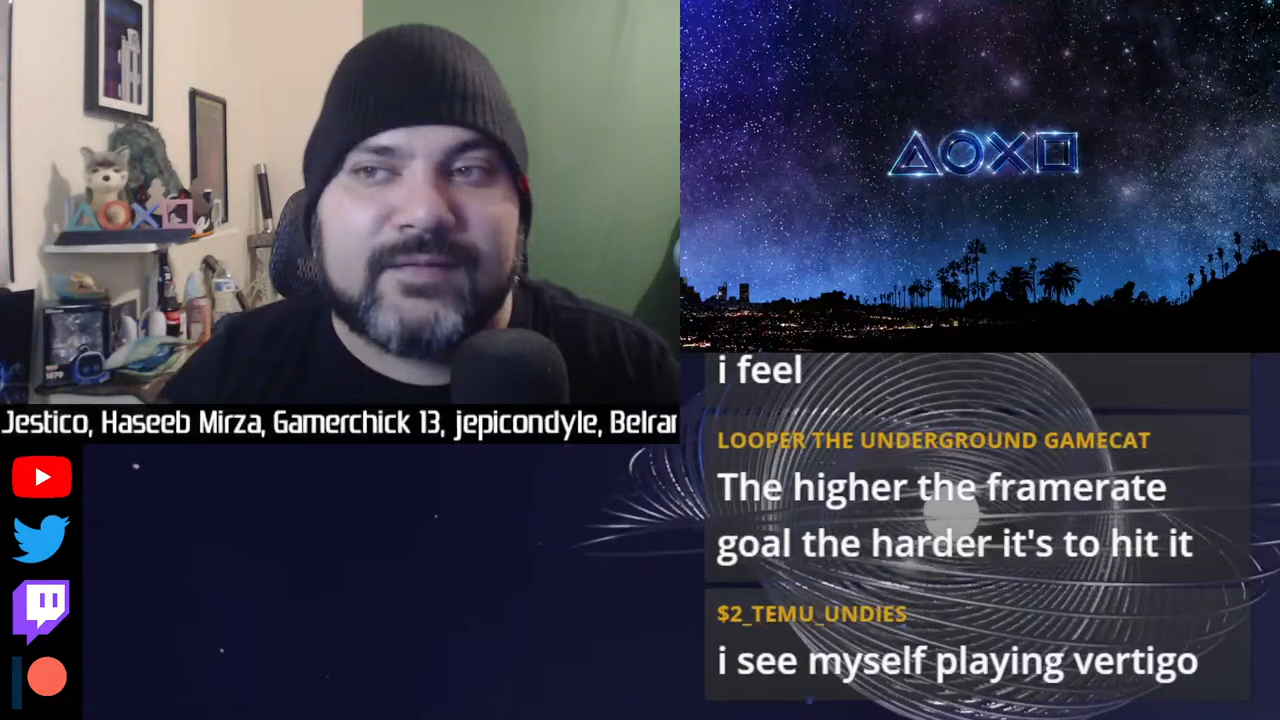 Jestico, Haseeb Mirza, Gamerchick 13, jepicondyle, Belrar
i feel
LOOPER THE UNDERGROUND GAMECAT
The higher the framerate
goal the harder it's to hit it
$2_TEMU_UNDIES
i see myself playing vertigo